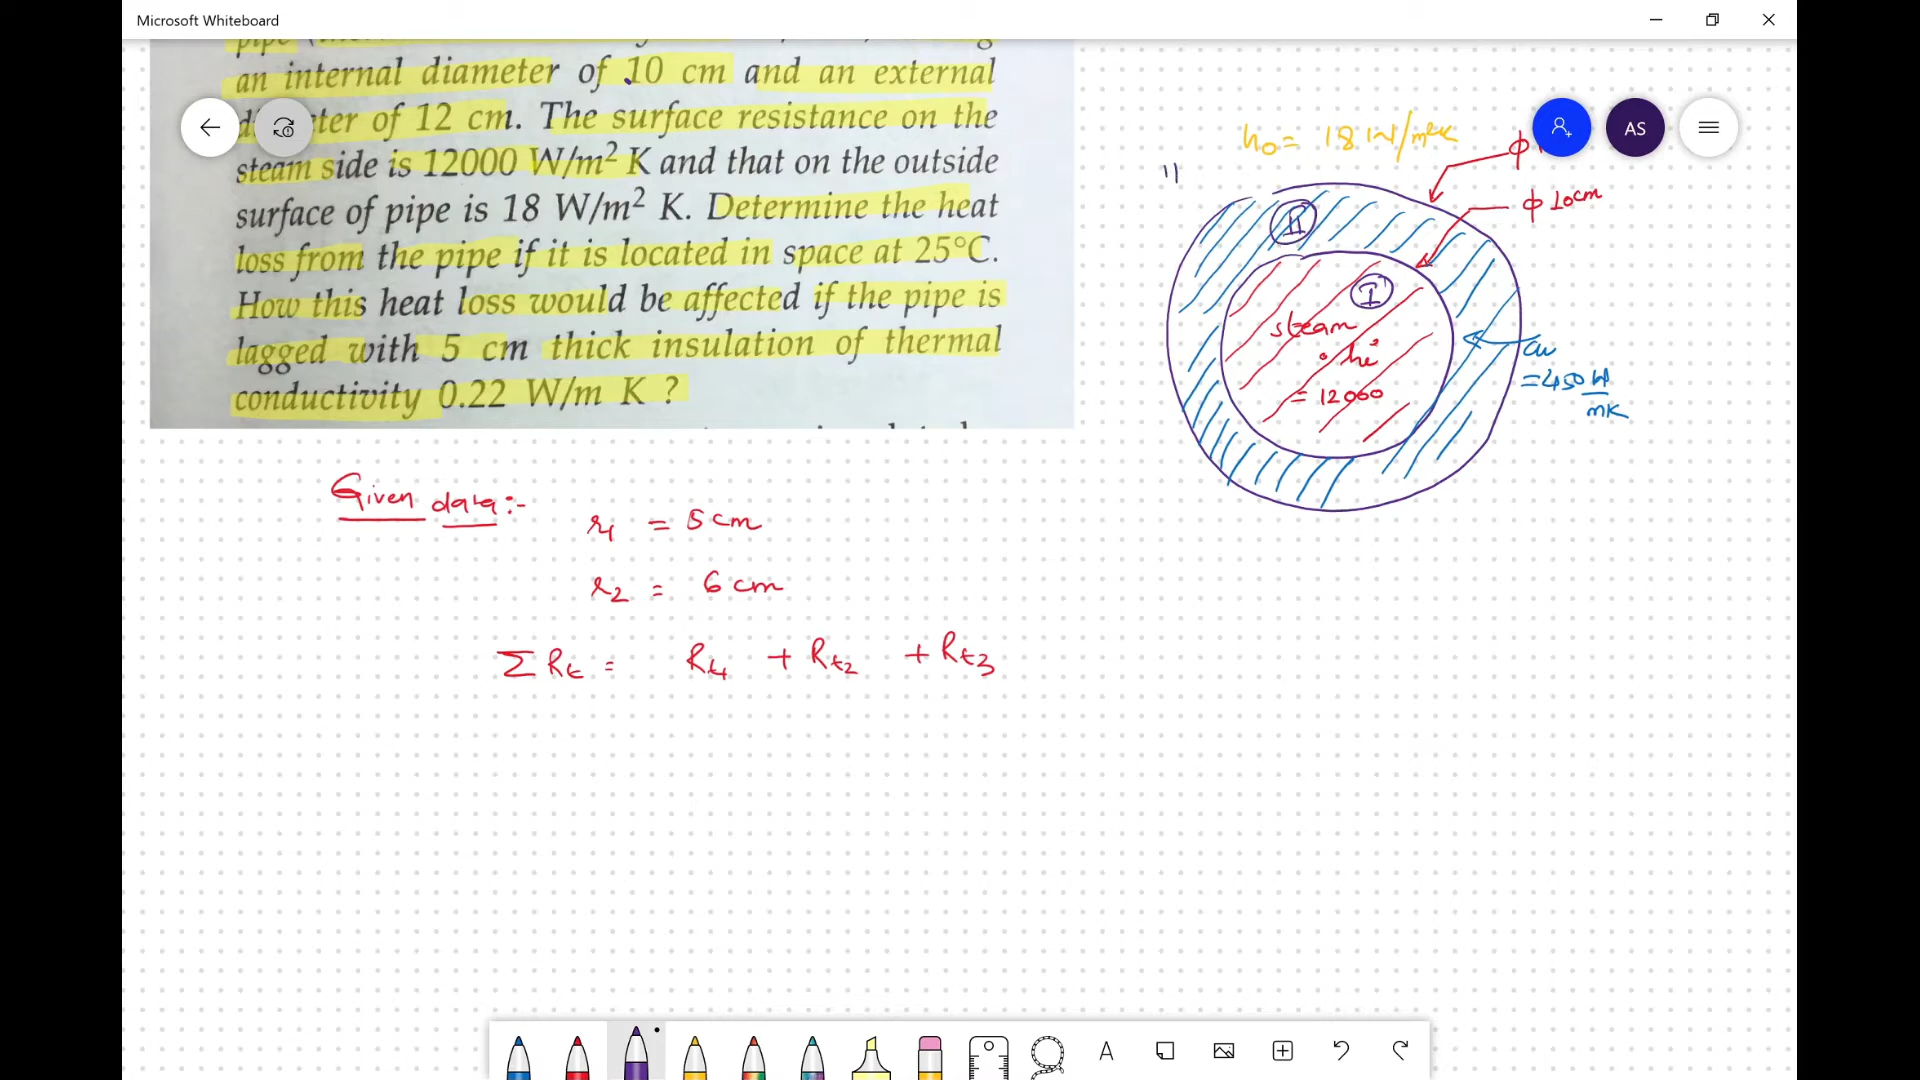 Microsoft Whiteboard
an internal diameter of 10 cm and an external
ter of 12 cm. The surface resistance on the
steam side is 12000 W/m² K and that on the outside
surface of pipe is 18 W/m² K. Determine the heat
loss from the pipe if it is located in space at 25°C.
How this heat loss would be affected if the pipe is
lagged with 5 cm thick insulation of thermal
conductivity 0.22 W/m K ?
h₀ = 18 W/m²K
φ
AS
1)
φ 10cm
II
I
steam
hi
= 12000
Cu
= 450 W/mK
Given data:-
r₁ = 5 cm
r₂ = 6 cm
Σ Rt = Rt₁ + Rt₂ + Rt₃
A